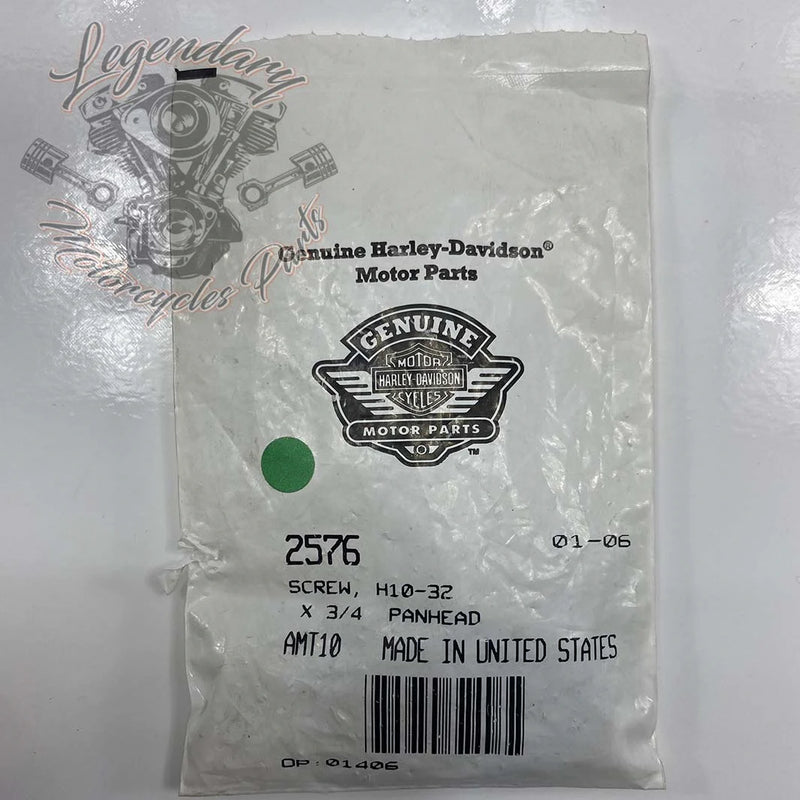 Legendary
Motorcycles Parts
Genuine Harley-Davidson®
Motor Parts
GENUINE
MOTOR
HARLEY-DAVIDSON
CYCLES
MOTOR PARTS
TM
2576
01-06
SCREW, H10-32
X 3/4 PANHEAD
AMT10 MADE IN UNITED STATES
DP:01406